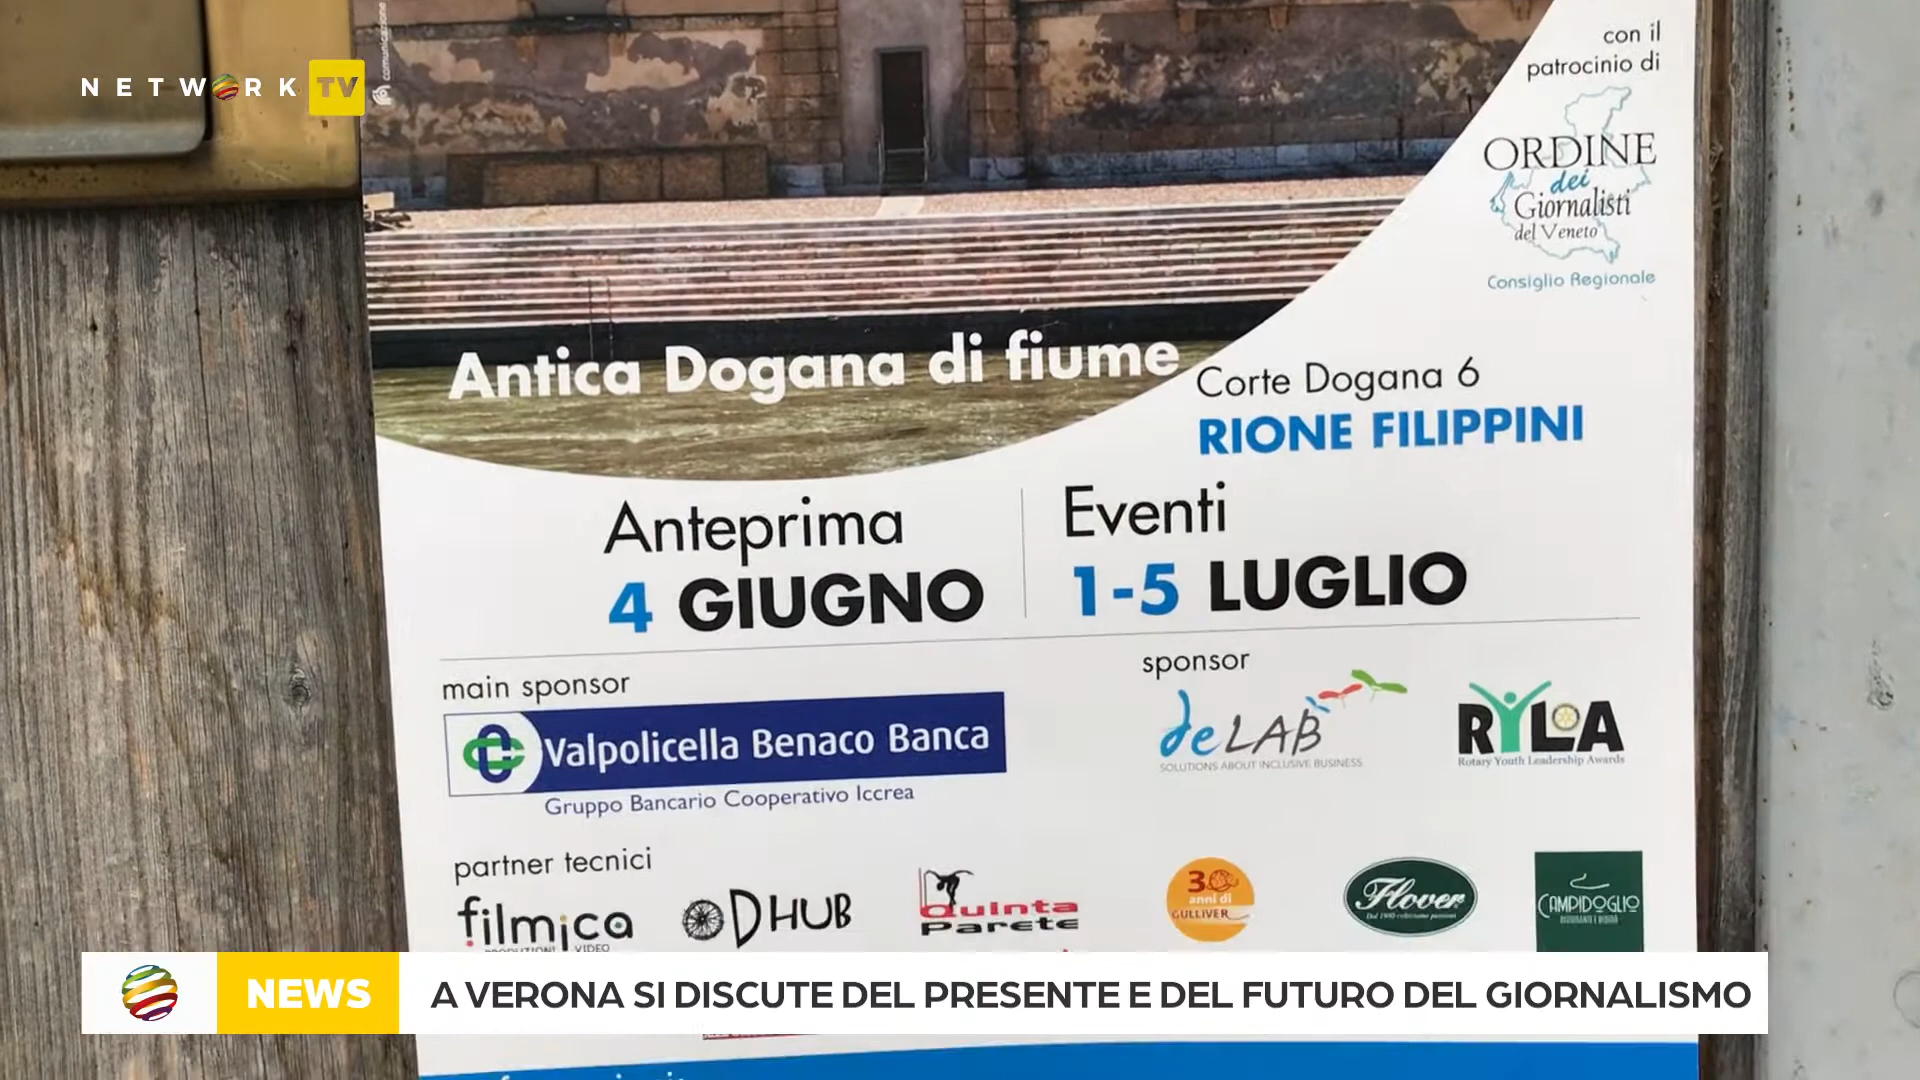 NETWORK TV
comunicazione
con il
patrocinio di
ORDINE
dei
Giornalisti
del Veneto
Consiglio Regionale
Antica Dogana di fiume
Corte Dogana 6
RIONE FILIPPINI
Anteprima
4 GIUGNO
Eventi
1-5 LUGLIO
main sponsor
Valpolicella Benaco Banca
Gruppo Bancario Cooperativo Iccrea
sponsor
deLAB
SOLUTIONS ABOUT INCLUSIVE BUSINESS
RYLA
Rotary Youth Leadership Awards
partner tecnici
filmica
VIDEO
DHUB
Quinta
Parete
30
anni di
GULLIVER
Flover
CAMPIDOGLIO
NEWS
A VERONA SI DISCUTE DEL PRESENTE E DEL FUTURO DEL GIORNALISMO